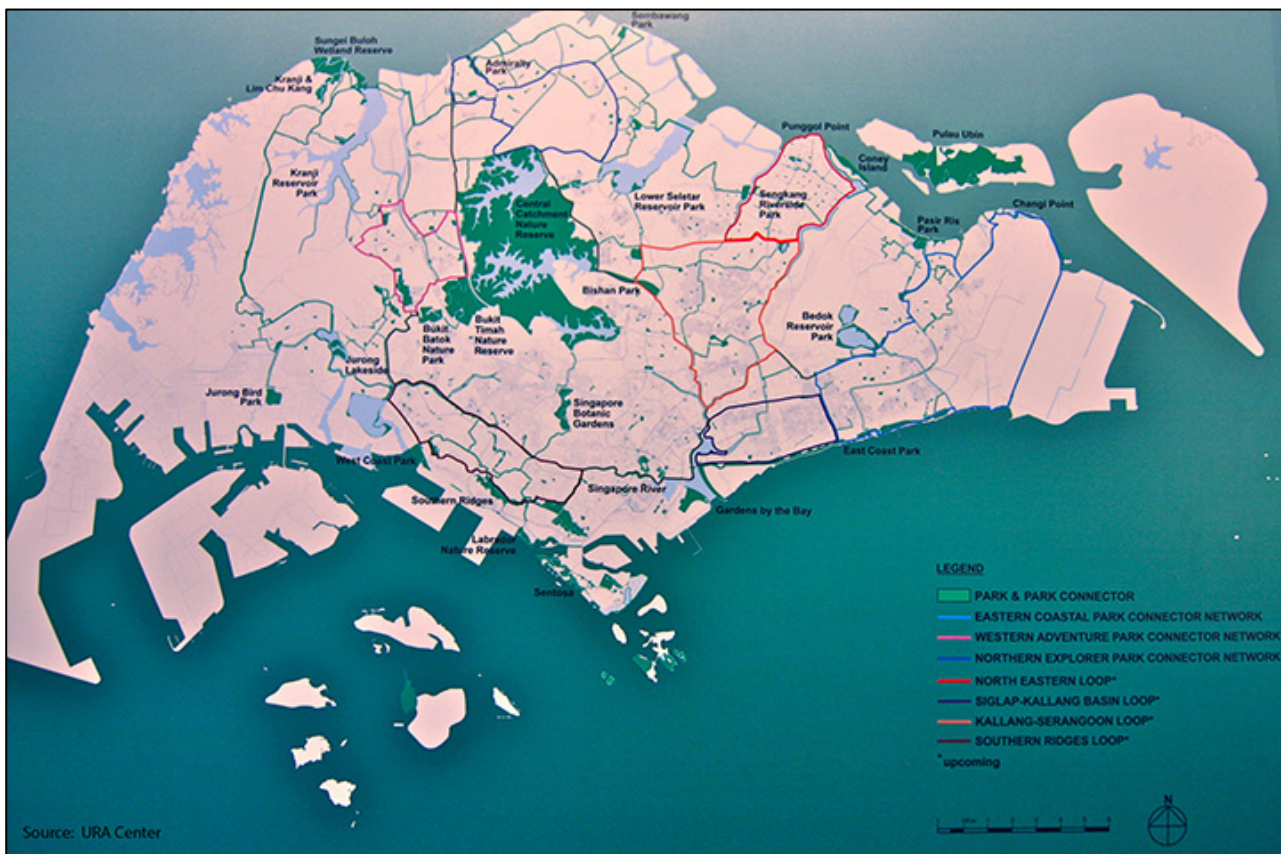 Sembawang
Park
Sungei Buloh
Wetland Reserve
Admiralty
Park
Kranji &
Lim Chu Kang
Punggol Point
Pulau Ubin
Coney
Island
Kranji
Reservoir
Park
Lower Seletar
Reservoir Park
Sengkang
Riverside
Park
Changi Point
Central
Catchment
Nature
Reserve
Pasir Ris
Park
Bishan Park
Bedok
Reservoir
Park
Bukit
Batok
Nature
Park
Bukit
Timah
Nature
Reserve
Jurong
Lakeside
Jurong Bird
Park
Singapore
Botanic
Gardens
West Coast Park
East Coast Park
Southern Ridges
Singapore River
Gardens by the Bay
Labrador
Nature Reserve
Sentosa
LEGEND
PARK & PARK CONNECTOR
EASTERN COASTAL PARK CONNECTOR NETWORK
WESTERN ADVENTURE PARK CONNECTOR NETWORK
NORTHERN EXPLORER PARK CONNECTOR NETWORK
NORTH EASTERN LOOP*
SIGLAP-KALLANG BASIN LOOP*
KALLANG-SERANGOON LOOP*
SOUTHERN RIDGES LOOP*
*upcoming
N
Source: URA Center